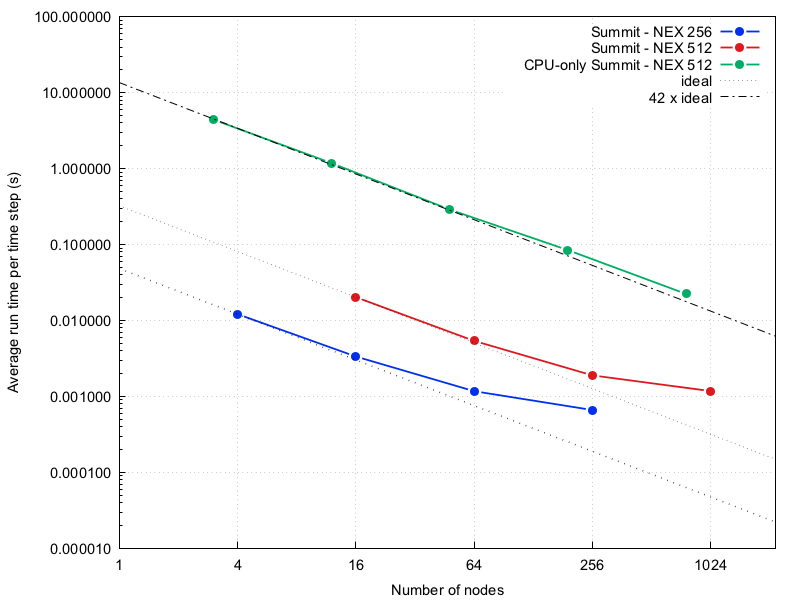 100.000000
10.000000
1.000000
0.100000
0.010000
0.001000
0.000100
0.000010
Average run time per time step (s)
Summit - NEX 256
Summit - NEX 512
CPU-only Summit - NEX 512
ideal
42 x ideal
1 4 16 64 256 1024
Number of nodes